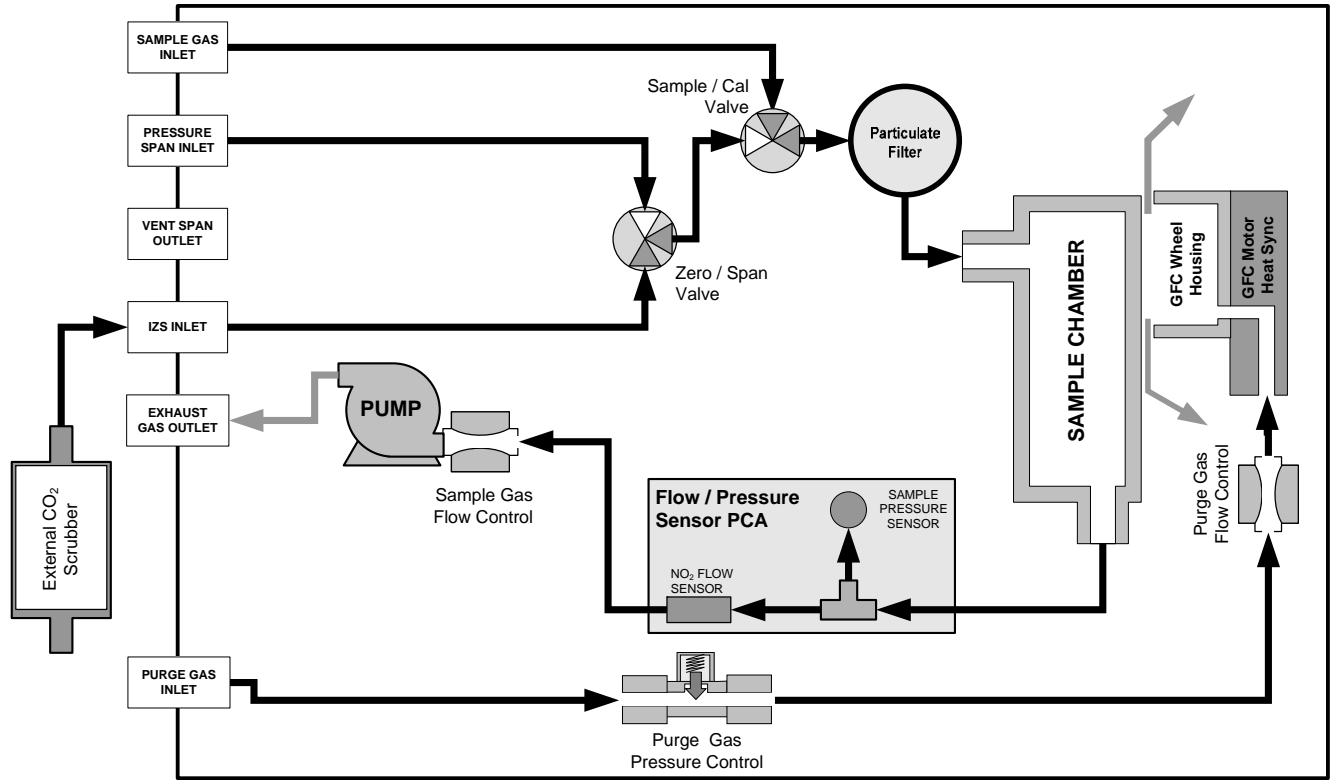 SAMPLE GAS
INLET
PRESSURE
SPAN INLET
VENT SPAN
OUTLET
IZS INLET
EXHAUST
GAS OUTLET
External CO₂
Scrubber
PURGE GAS
INLET
Sample / Cal
Valve
Particulate
Filter
Zero / Span
Valve
PUMP
Sample Gas
Flow Control
Flow / Pressure
Sensor PCA
SAMPLE
PRESSURE
SENSOR
NO₂ FLOW
SENSOR
SAMPLE CHAMBER
GFC Wheel
Housing
GFC Motor
Heat Sync
Purge Gas
Flow Control
Purge Gas
Pressure Control